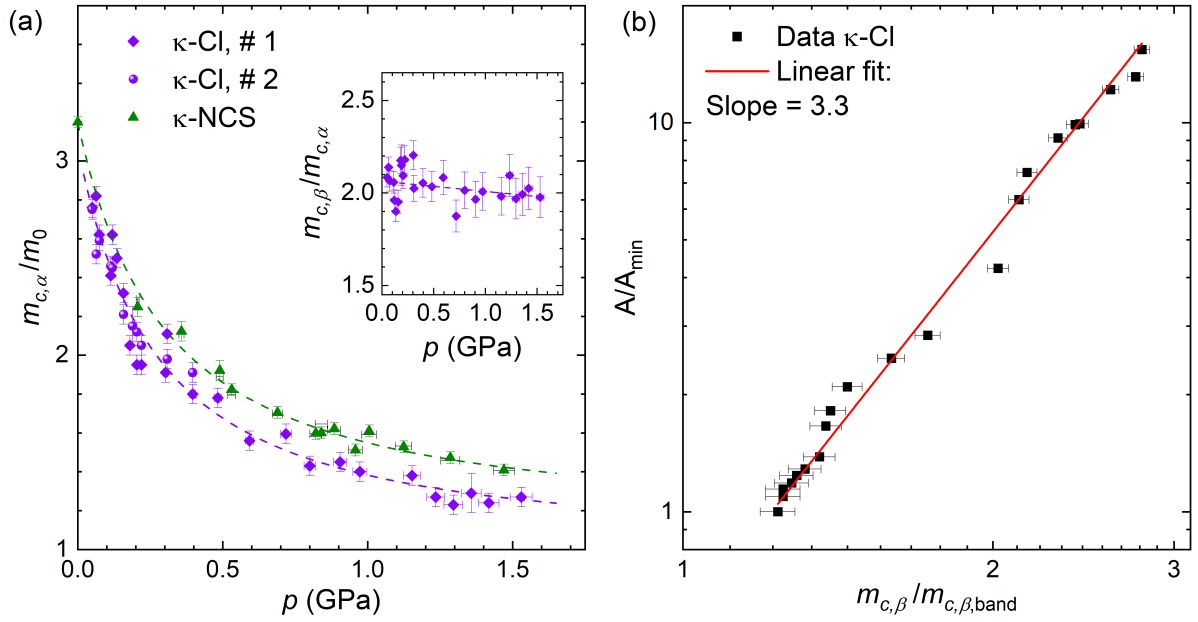 (a)
κ-Cl, # 1
κ-Cl, # 2
κ-NCS
m_{c,α}/m_0
3
2
1
0.0
0.5
1.0
1.5
p (GPa)
m_{c,β}/m_{c,α}
2.5
2.0
1.5
0.0
0.5
1.0
1.5
p (GPa)
(b)
Data κ-Cl
Linear fit:
Slope = 3.3
A/A_{min}
10
1
1
2
3
m_{c,β}/m_{c,β,band}